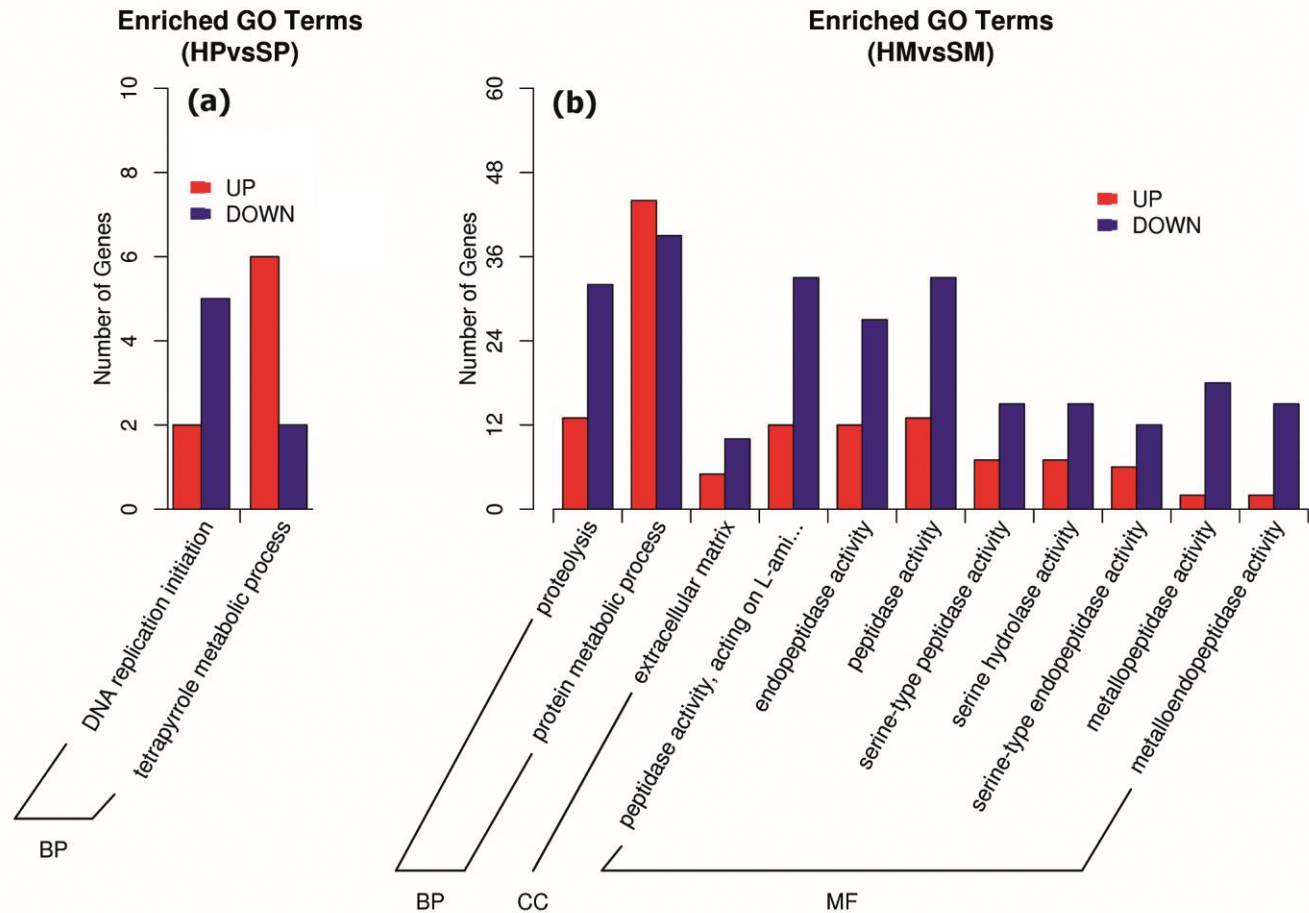 Enriched GO Terms
(HPvsSP)
(a)
10
8
6
4
2
0
Number of Genes
UP
DOWN
DNA replication initiation
tetrapyrrole metabolic process
BP
Enriched GO Terms
(HMvsSM)
(b)
60
48
36
24
12
0
Number of Genes
UP
DOWN
proteolysis
protein metabolic process
extracellular matrix
peptidase activity, acting on L-ami...
endopeptidase activity
peptidase activity
serine-type peptidase activity
serine hydrolase activity
serine-type endopeptidase activity
metallopeptidase activity
metalloendopeptidase activity
BP
CC
MF